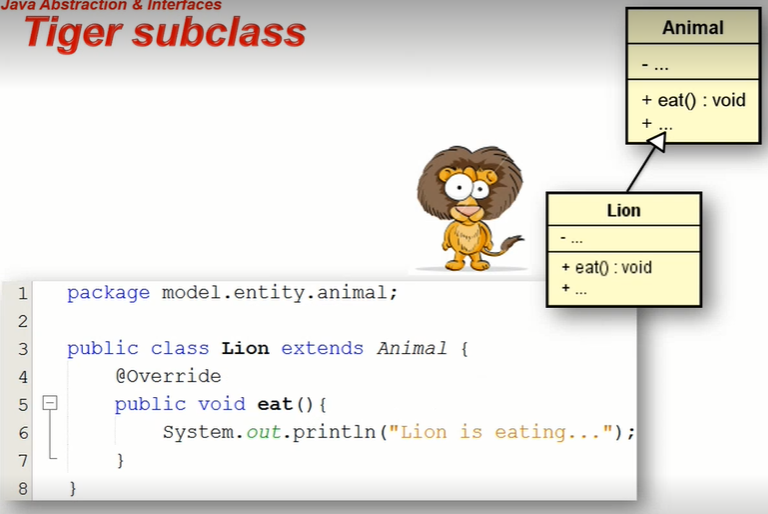 Java Abstraction & Interfaces
Tiger subclass
Animal
- ...
+ eat() : void
+ ...
Lion
- ...
+ eat() : void
+ ...
1 package model.entity.animal;
2
3 public class Lion extends Animal {
4 @Override
5 public void eat(){
6 System.out.println("Lion is eating...");
7 }
8 }